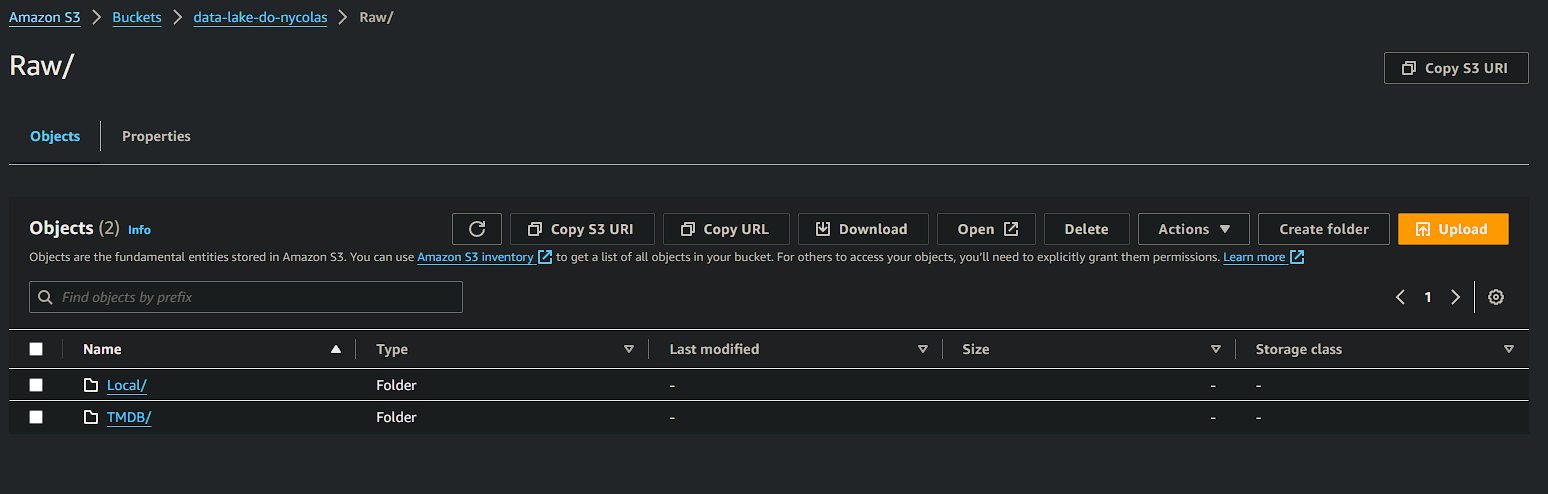 Amazon S3 > Buckets > data-lake-do-nycolas > Raw/
Raw/
Copy S3 URI
Objects Properties
Objects (2) Info
Copy S3 URI Copy URL Download Open Delete Actions Create folder Upload
Objects are the fundamental entities stored in Amazon S3. You can use Amazon S3 inventory to get a list of all objects in your bucket. For others to access your objects, you'll need to explicitly grant them permissions. Learn more
Find objects by prefix
< 1 >
Name Type Last modified Size Storage class
Local/ Folder - - -
TMDB/ Folder - - -